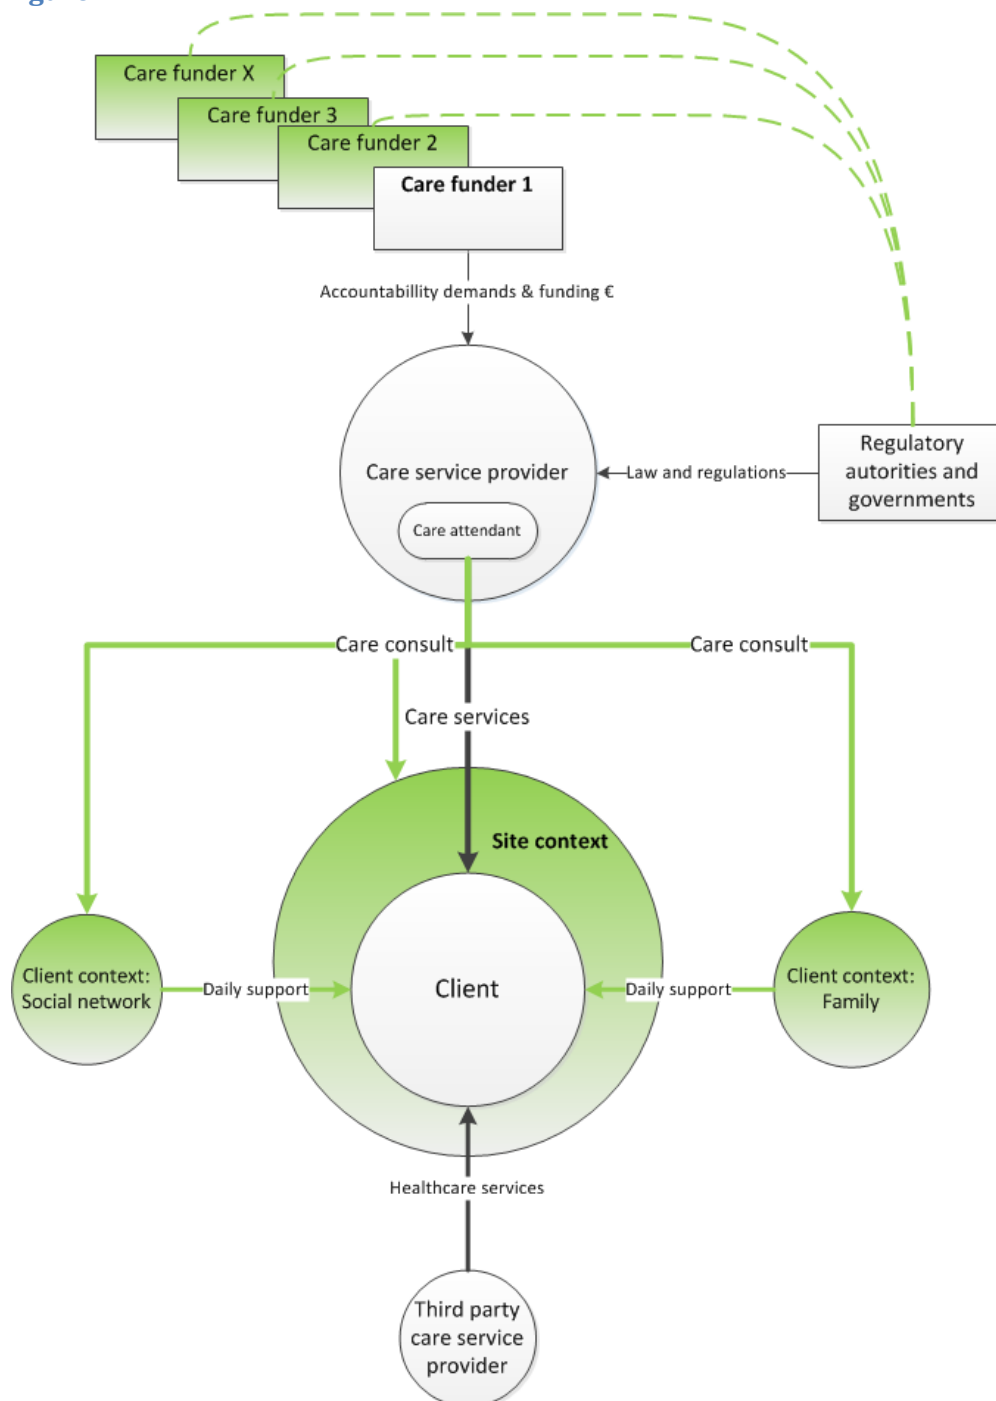 Care funder X
Care funder 3
Care funder 2
Care funder 1
Accountabillity demands & funding €
Care service provider
Care attendant
Law and regulations
Regulatory
autorities and
governments
Care consult
Care consult
Care services
Site context
Client context:
Social network
Daily support
Client
Daily support
Client context:
Family
Healthcare services
Third party
care service
provider